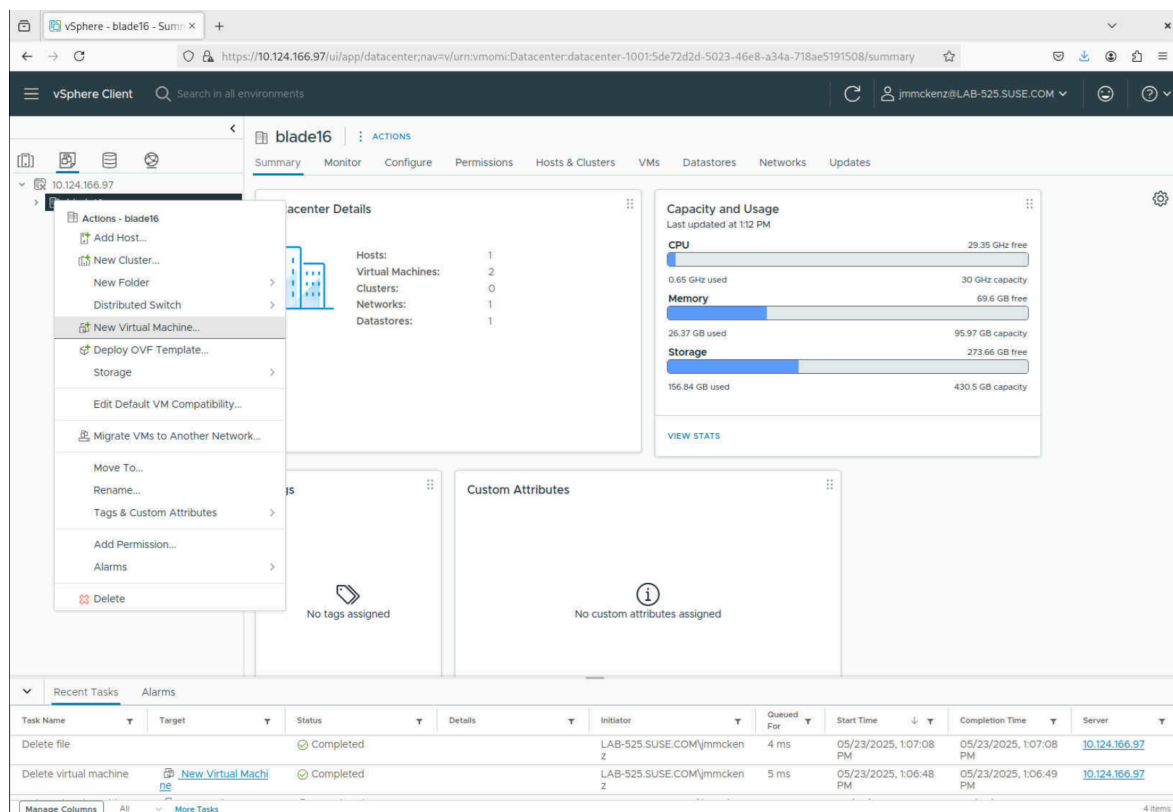 vSphere - blade16 - Summ
https://10.124.166.97/ui/app/datacenter;nav=v/urn:vmomi:Datacenter:datacenter-1001:5de72d2d-5023-46e8-a34a-718ae5191508/summary
vSphere Client
Search in all environments
jmmckenz@LAB-525.SUSE.COM
blade16
ACTIONS
Summary Monitor Configure Permissions Hosts & Clusters VMs Datastores Networks Updates
10.124.166.97
Actions - blade16
Add Host...
New Cluster...
New Folder
Distributed Switch
New Virtual Machine...
Deploy OVF Template...
Storage
Edit Default VM Compatibility...
Migrate VMs to Another Network...
Move To...
Rename...
Tags & Custom Attributes
Add Permission...
Alarms
Delete
acenter Details
Hosts: 1
Virtual Machines: 2
Clusters: 0
Networks: 1
Datastores: 1
Capacity and Usage
Last updated at 1:12 PM
CPU 29.35 GHz free
0.65 GHz used 30 GHz capacity
Memory 69.6 GB free
26.37 GB used 95.97 GB capacity
Storage 273.66 GB free
156.84 GB used 430.5 GB capacity
VIEW STATS
gs
No tags assigned
Custom Attributes
No custom attributes assigned
Recent Tasks Alarms
Task Name Target Status Details Initiator Queued For Start Time Completion Time Server
Delete file Completed LAB-525.SUSE.COM\jmmckenz 4 ms 05/23/2025, 1:07:08 PM 05/23/2025, 1:07:08 PM 10.124.166.97
Delete virtual machine New Virtual Machine Completed LAB-525.SUSE.COM\jmmckenz 5 ms 05/23/2025, 1:06:48 PM 05/23/2025, 1:06:49 PM 10.124.166.97
Manage Columns All More Tasks 4 items